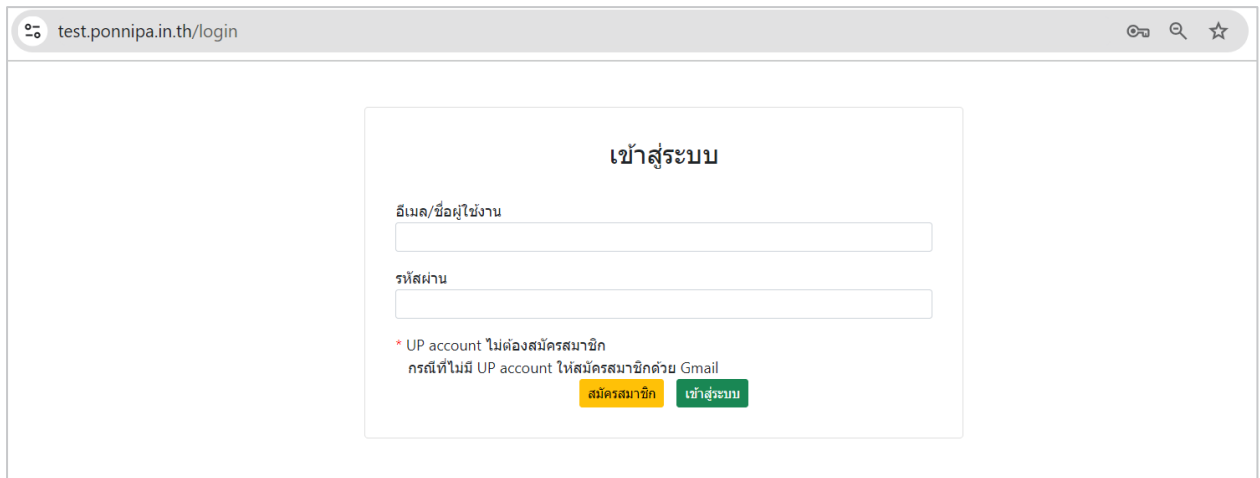 test.ponnipa.in.th/login
เข้าสู่ระบบ
อีเมล/ชื่อผู้ใช้งาน
รหัสผ่าน
* UP account ไม่ต้องสมัครสมาชิก
กรณีที่ไม่มี UP account ให้สมัครสมาชิกด้วย Gmail
สมัครสมาชิก เข้าสู่ระบบ